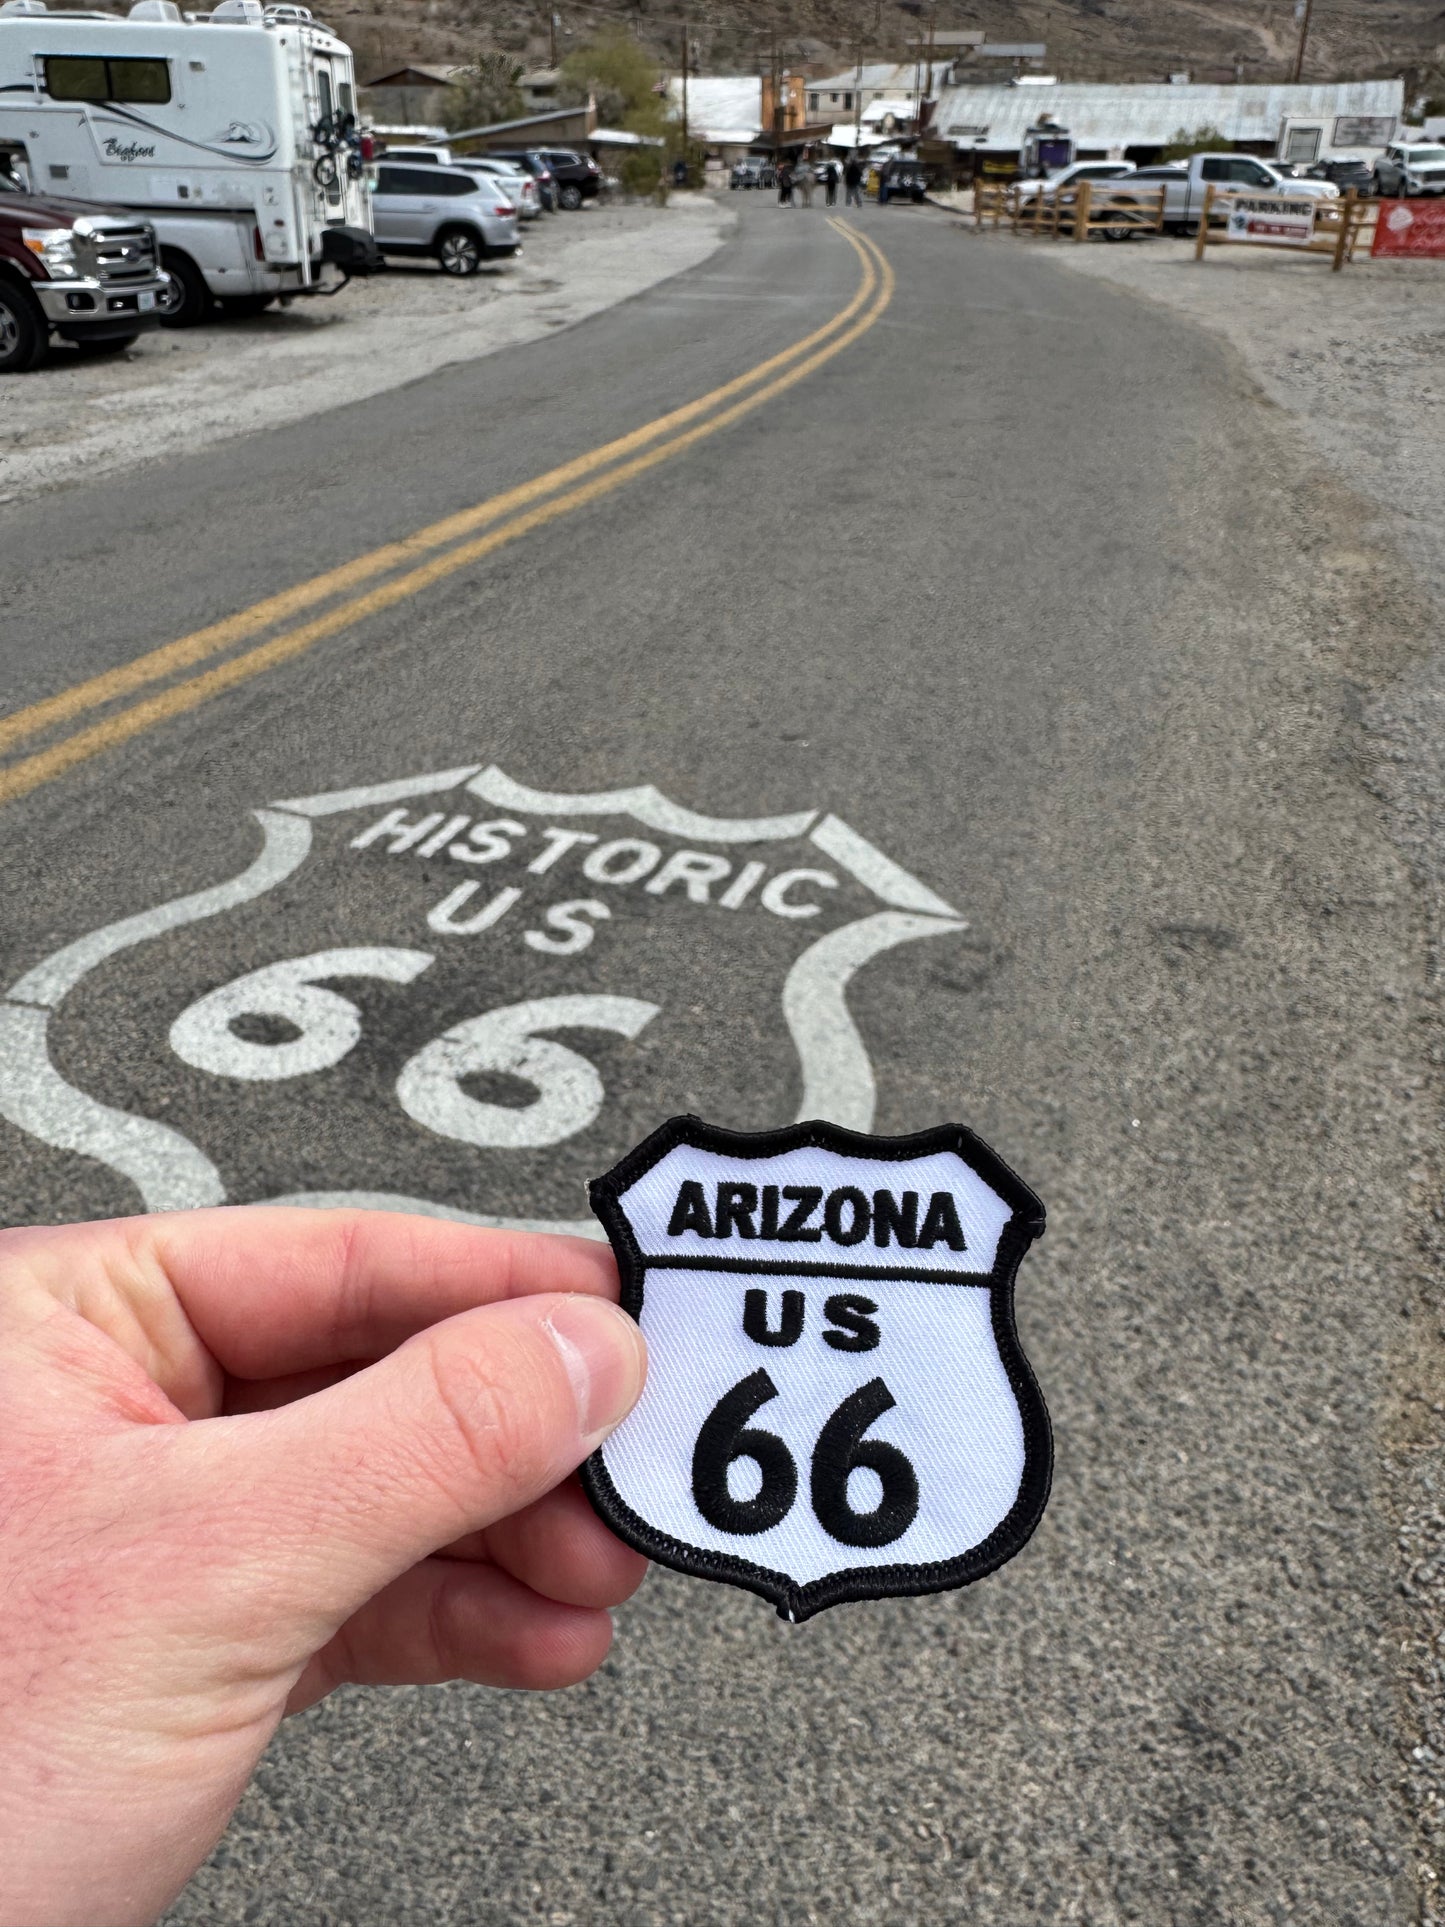 Bigfoot
PARKING
HISTORIC
US
66
ARIZONA
US
66